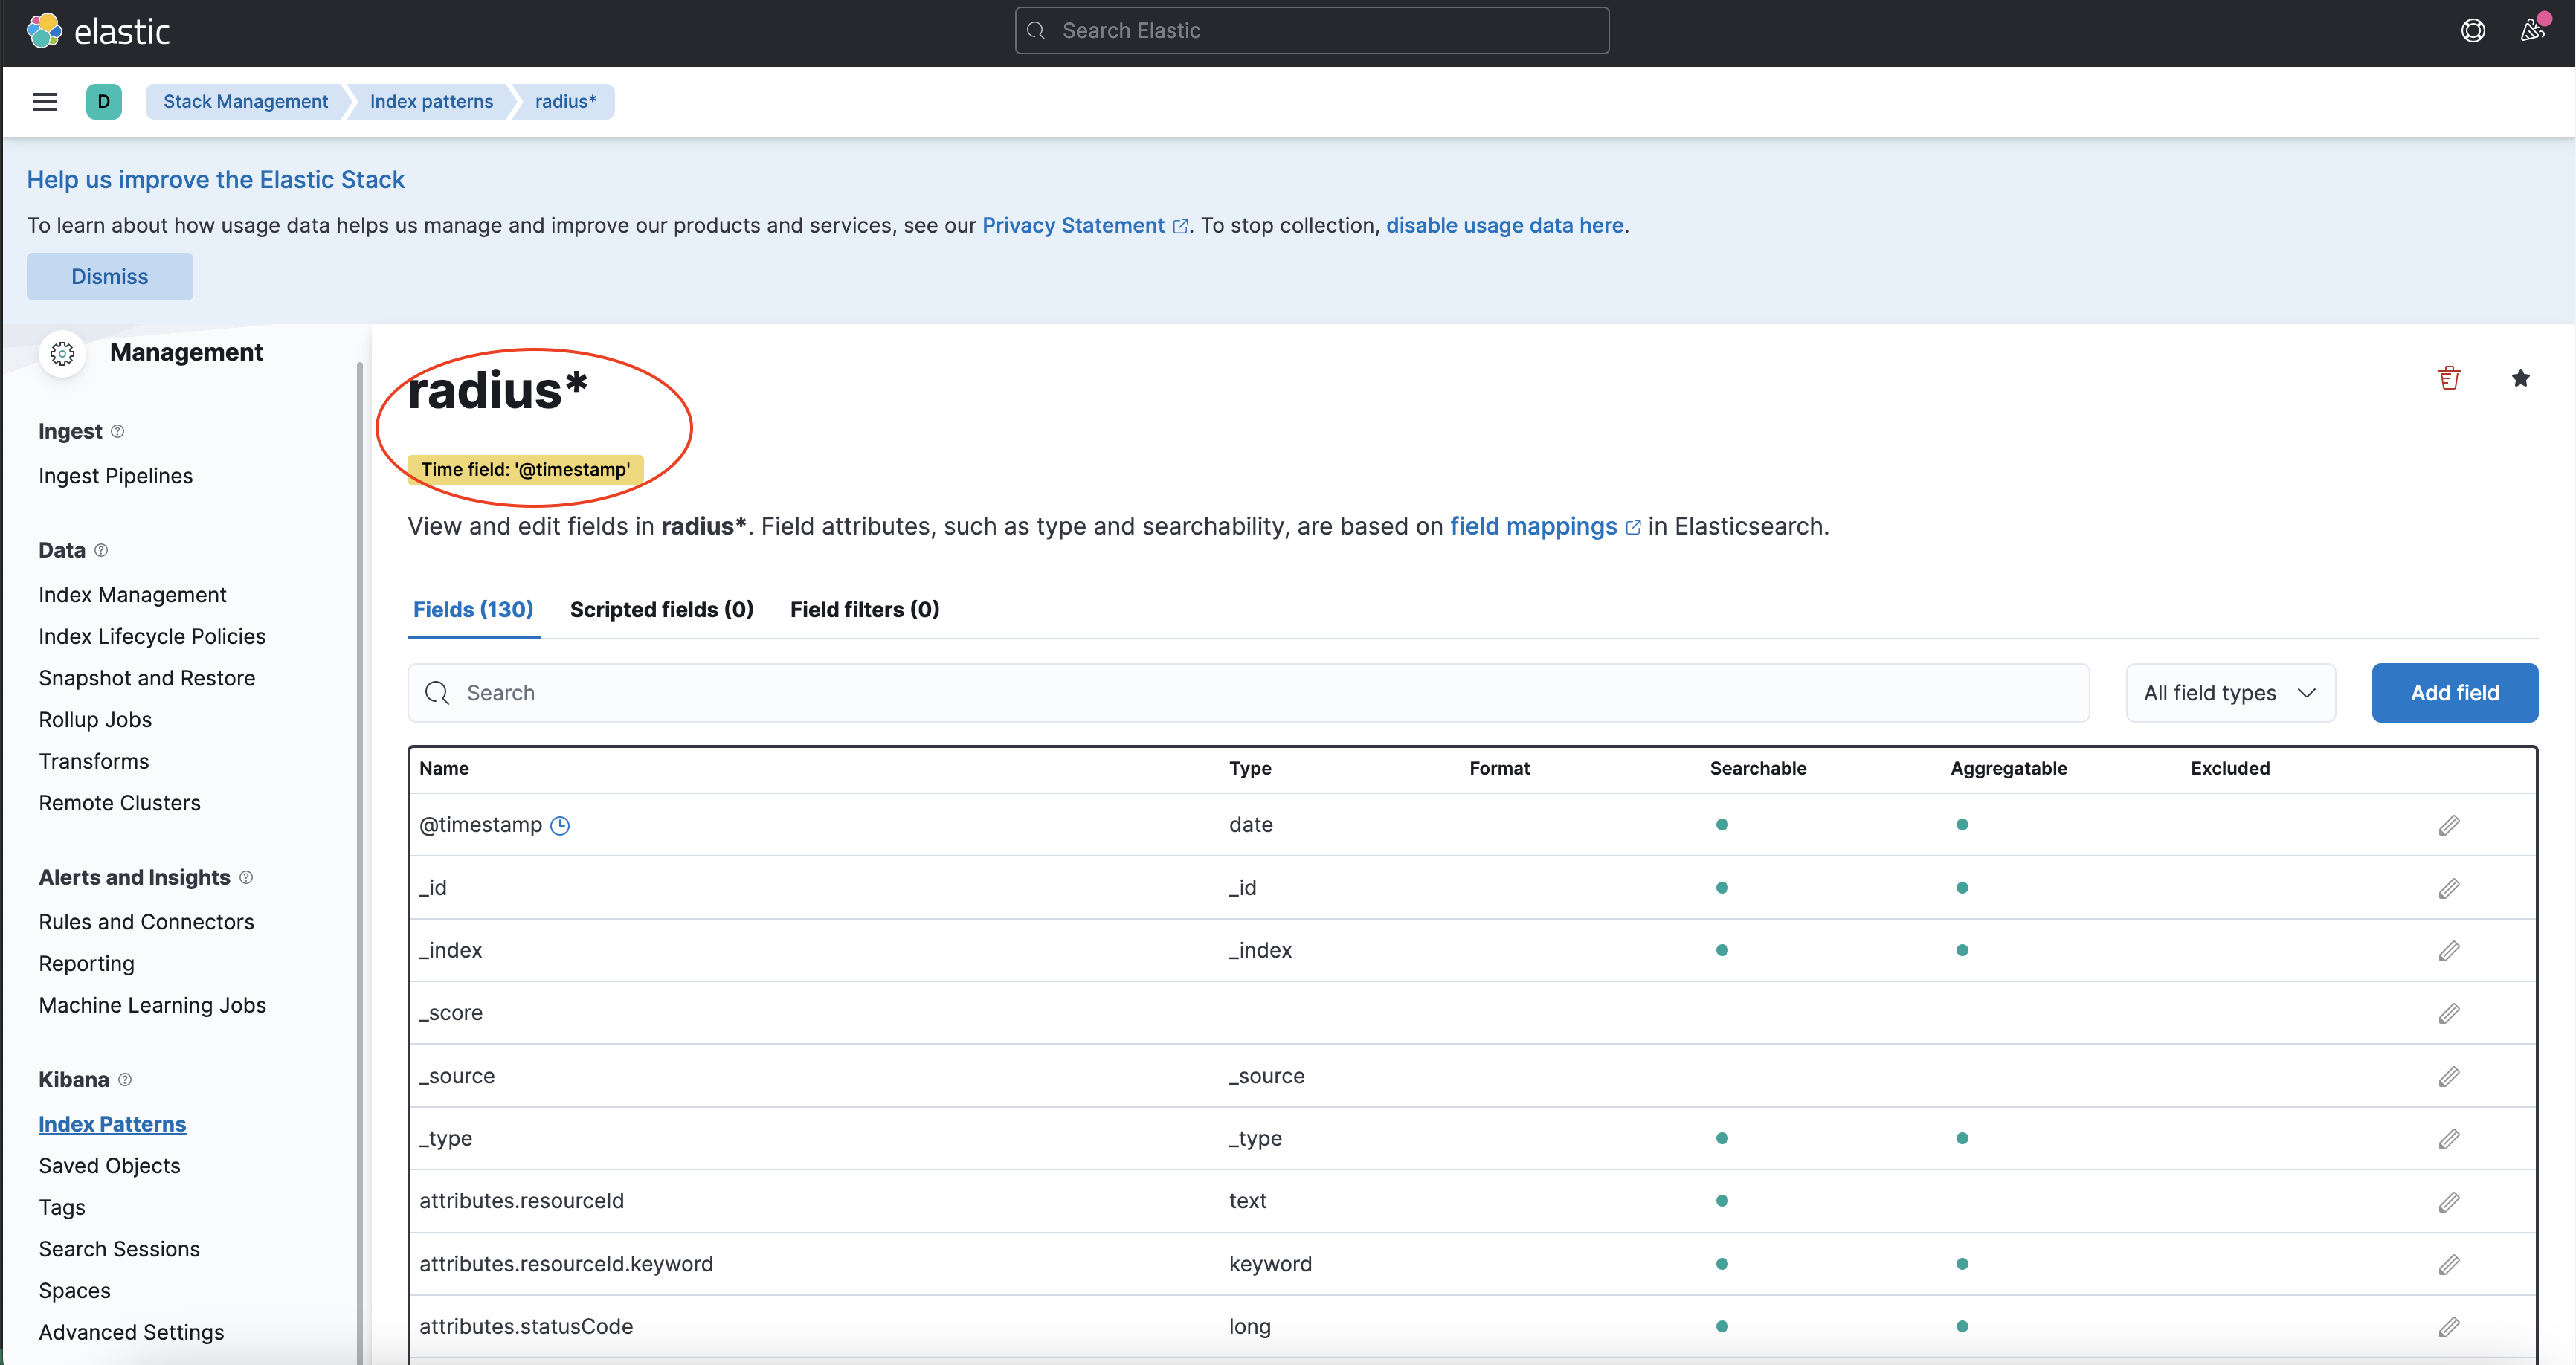 elastic
Search Elastic
D
Stack Management
Index patterns
radius*
Help us improve the Elastic Stack
To learn about how usage data helps us manage and improve our products and services, see our Privacy Statement . To stop collection, disable usage data here.
Dismiss
Management
Ingest
Ingest Pipelines
Data
Index Management
Index Lifecycle Policies
Snapshot and Restore
Rollup Jobs
Transforms
Remote Clusters
Alerts and Insights
Rules and Connectors
Reporting
Machine Learning Jobs
Kibana
Index Patterns
Saved Objects
Tags
Search Sessions
Spaces
Advanced Settings
radius*
Time field: '@timestamp'
View and edit fields in radius*. Field attributes, such as type and searchability, are based on field mappings in Elasticsearch.
Fields (130) Scripted fields (0) Field filters (0)
Search
All field types
Add field
Name Type Format Searchable Aggregatable Excluded
@timestamp date
_id _id
_index _index
_score
_source _source
_type _type
attributes.resourceId text
attributes.resourceId.keyword keyword
attributes.statusCode long